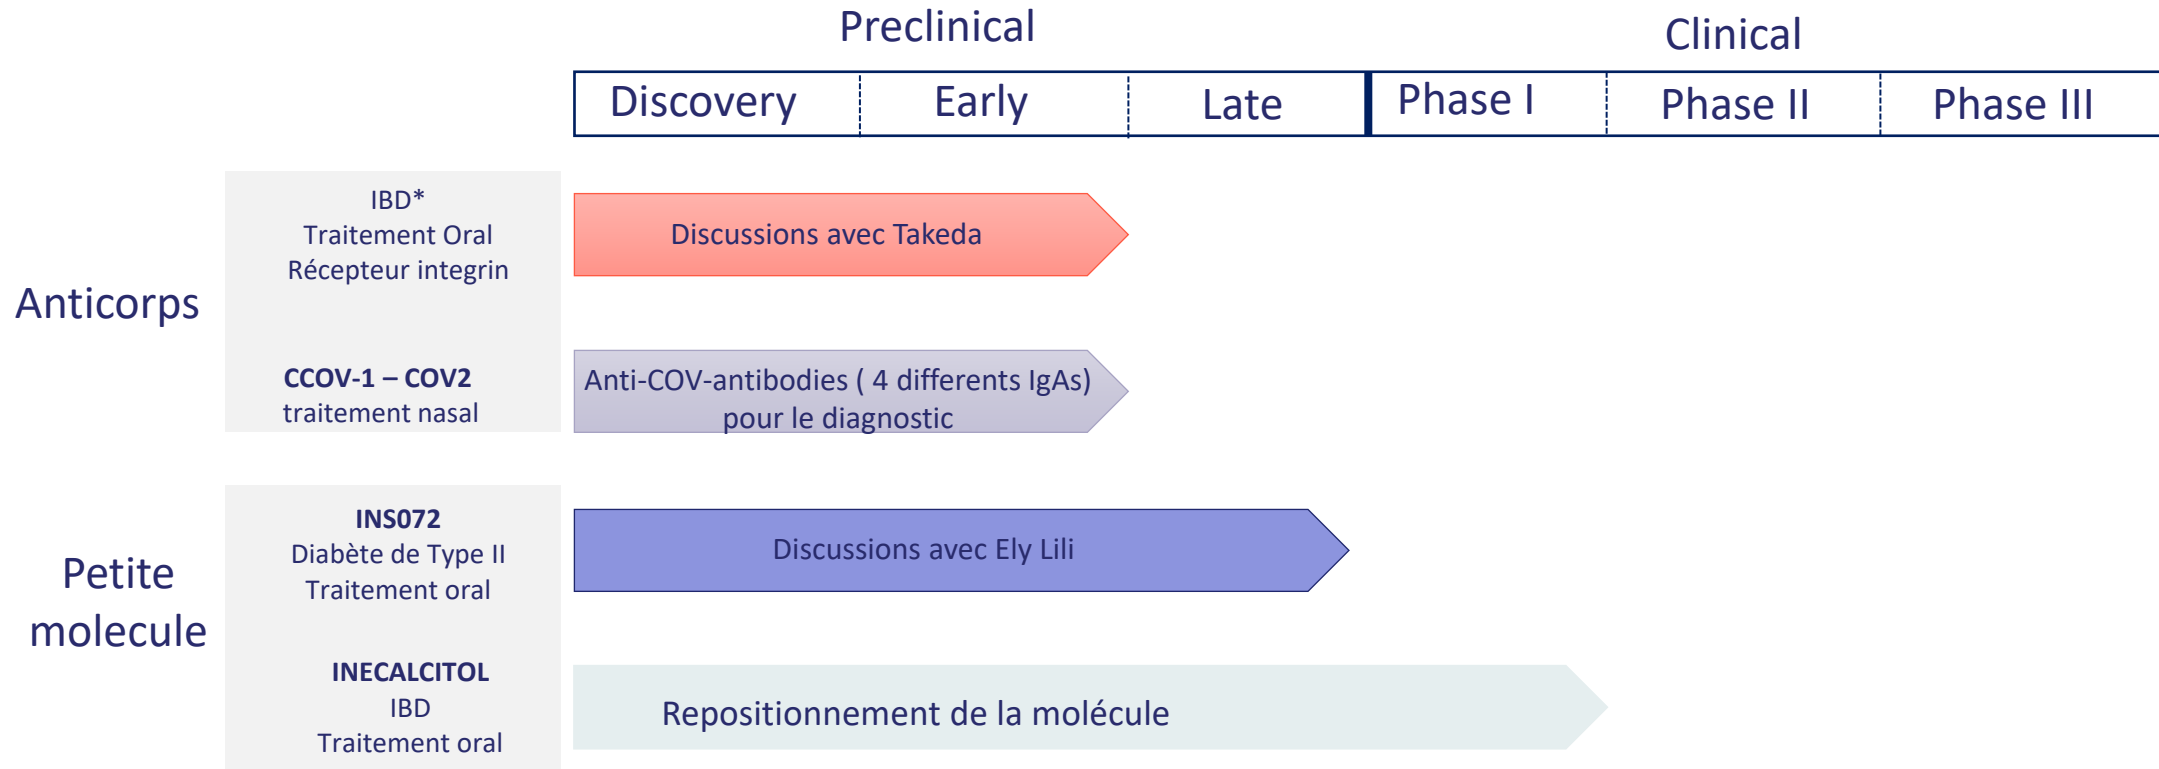 Preclinical
Clinical
Discovery
Early
Late
Phase I
Phase II
Phase III
Anticorps
IBD*
Traitement Oral
Récepteur integrin
Discussions avec Takeda
CCOV-1 – COV2
traitement nasal
Anti-COV-antibodies ( 4 differents IgAs)
pour le diagnostic
Petite
molecule
INS072
Diabète de Type II
Traitement oral
Discussions avec Ely Lili
INECALCITOL
IBD
Traitement oral
Repositionnement de la molécule